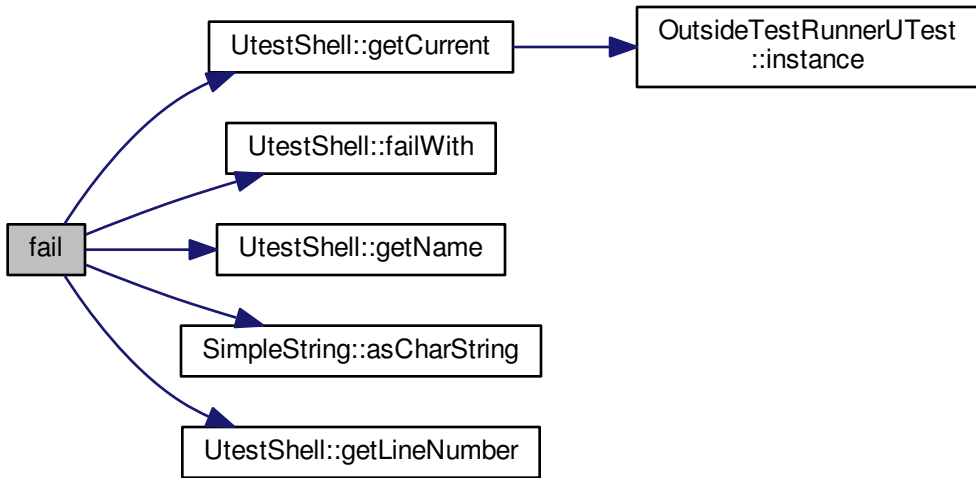 UtestShell::getCurrent
OutsideTestRunnerUTest
::instance
UtestShell::failWith
fail
UtestShell::getName
SimpleString::asCharString
UtestShell::getLineNumber